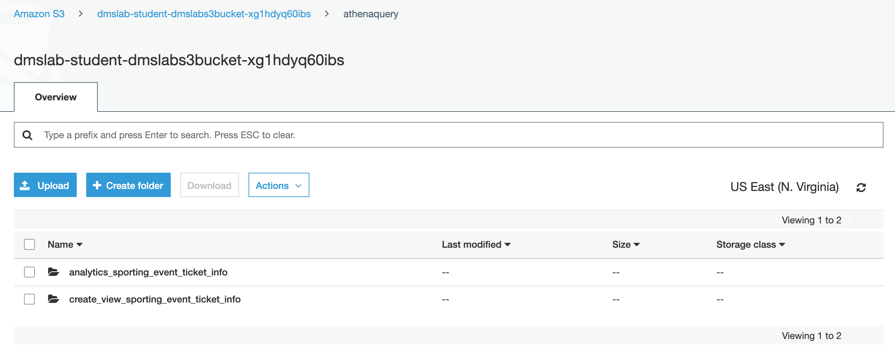 Amazon S3 > dmslab-student-dmslabs3bucket-xg1hdyq60ibs > athenaquery
dmslab-student-dmslabs3bucket-xg1hdyq60ibs
Overview
Type a prefix and press Enter to search. Press ESC to clear.
Upload + Create folder Download Actions US East (N. Virginia)
Viewing 1 to 2
Name Last modified Size Storage class
analytics_sporting_event_ticket_info -- -- --
create_view_sporting_event_ticket_info -- -- --
Viewing 1 to 2